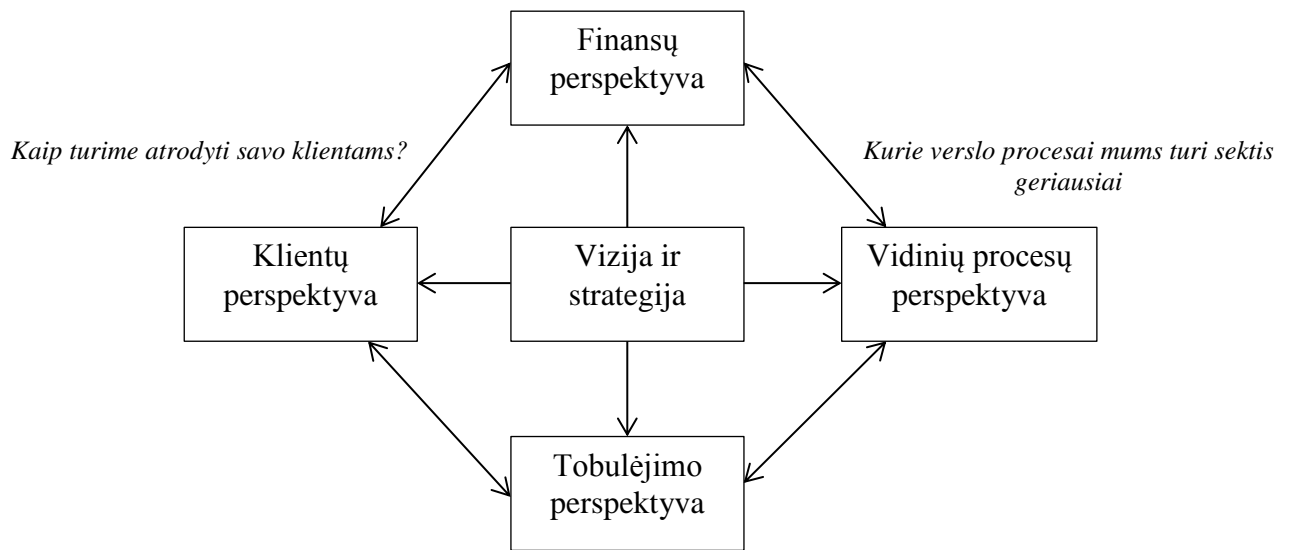 Finansų
perspektyva
Kaip turime atrodyti savo klientams?
Kurie verslo procesai mums turi sektis
geriausiai
Klientų
perspektyva
Vizija ir
strategija
Vidinių procesų
perspektyva
Tobulėjimo
perspektyva